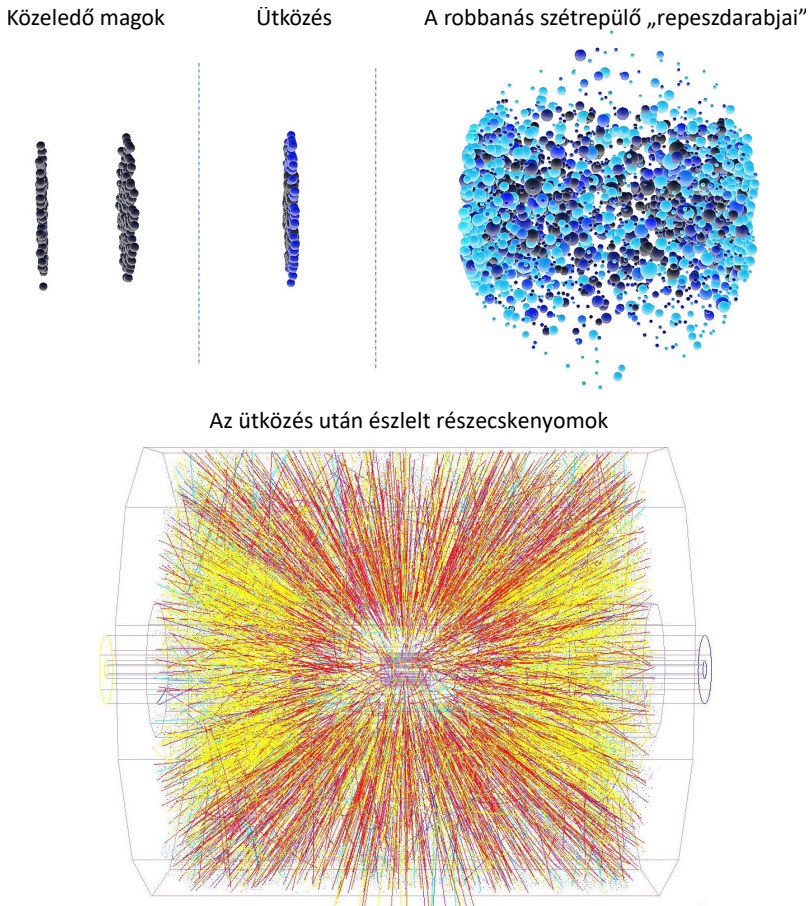 Közeledő magok
Ütközés
A robbanás szétrepülő „repeszdarabjai”
Az ütközés után észlelt részecskenyomok